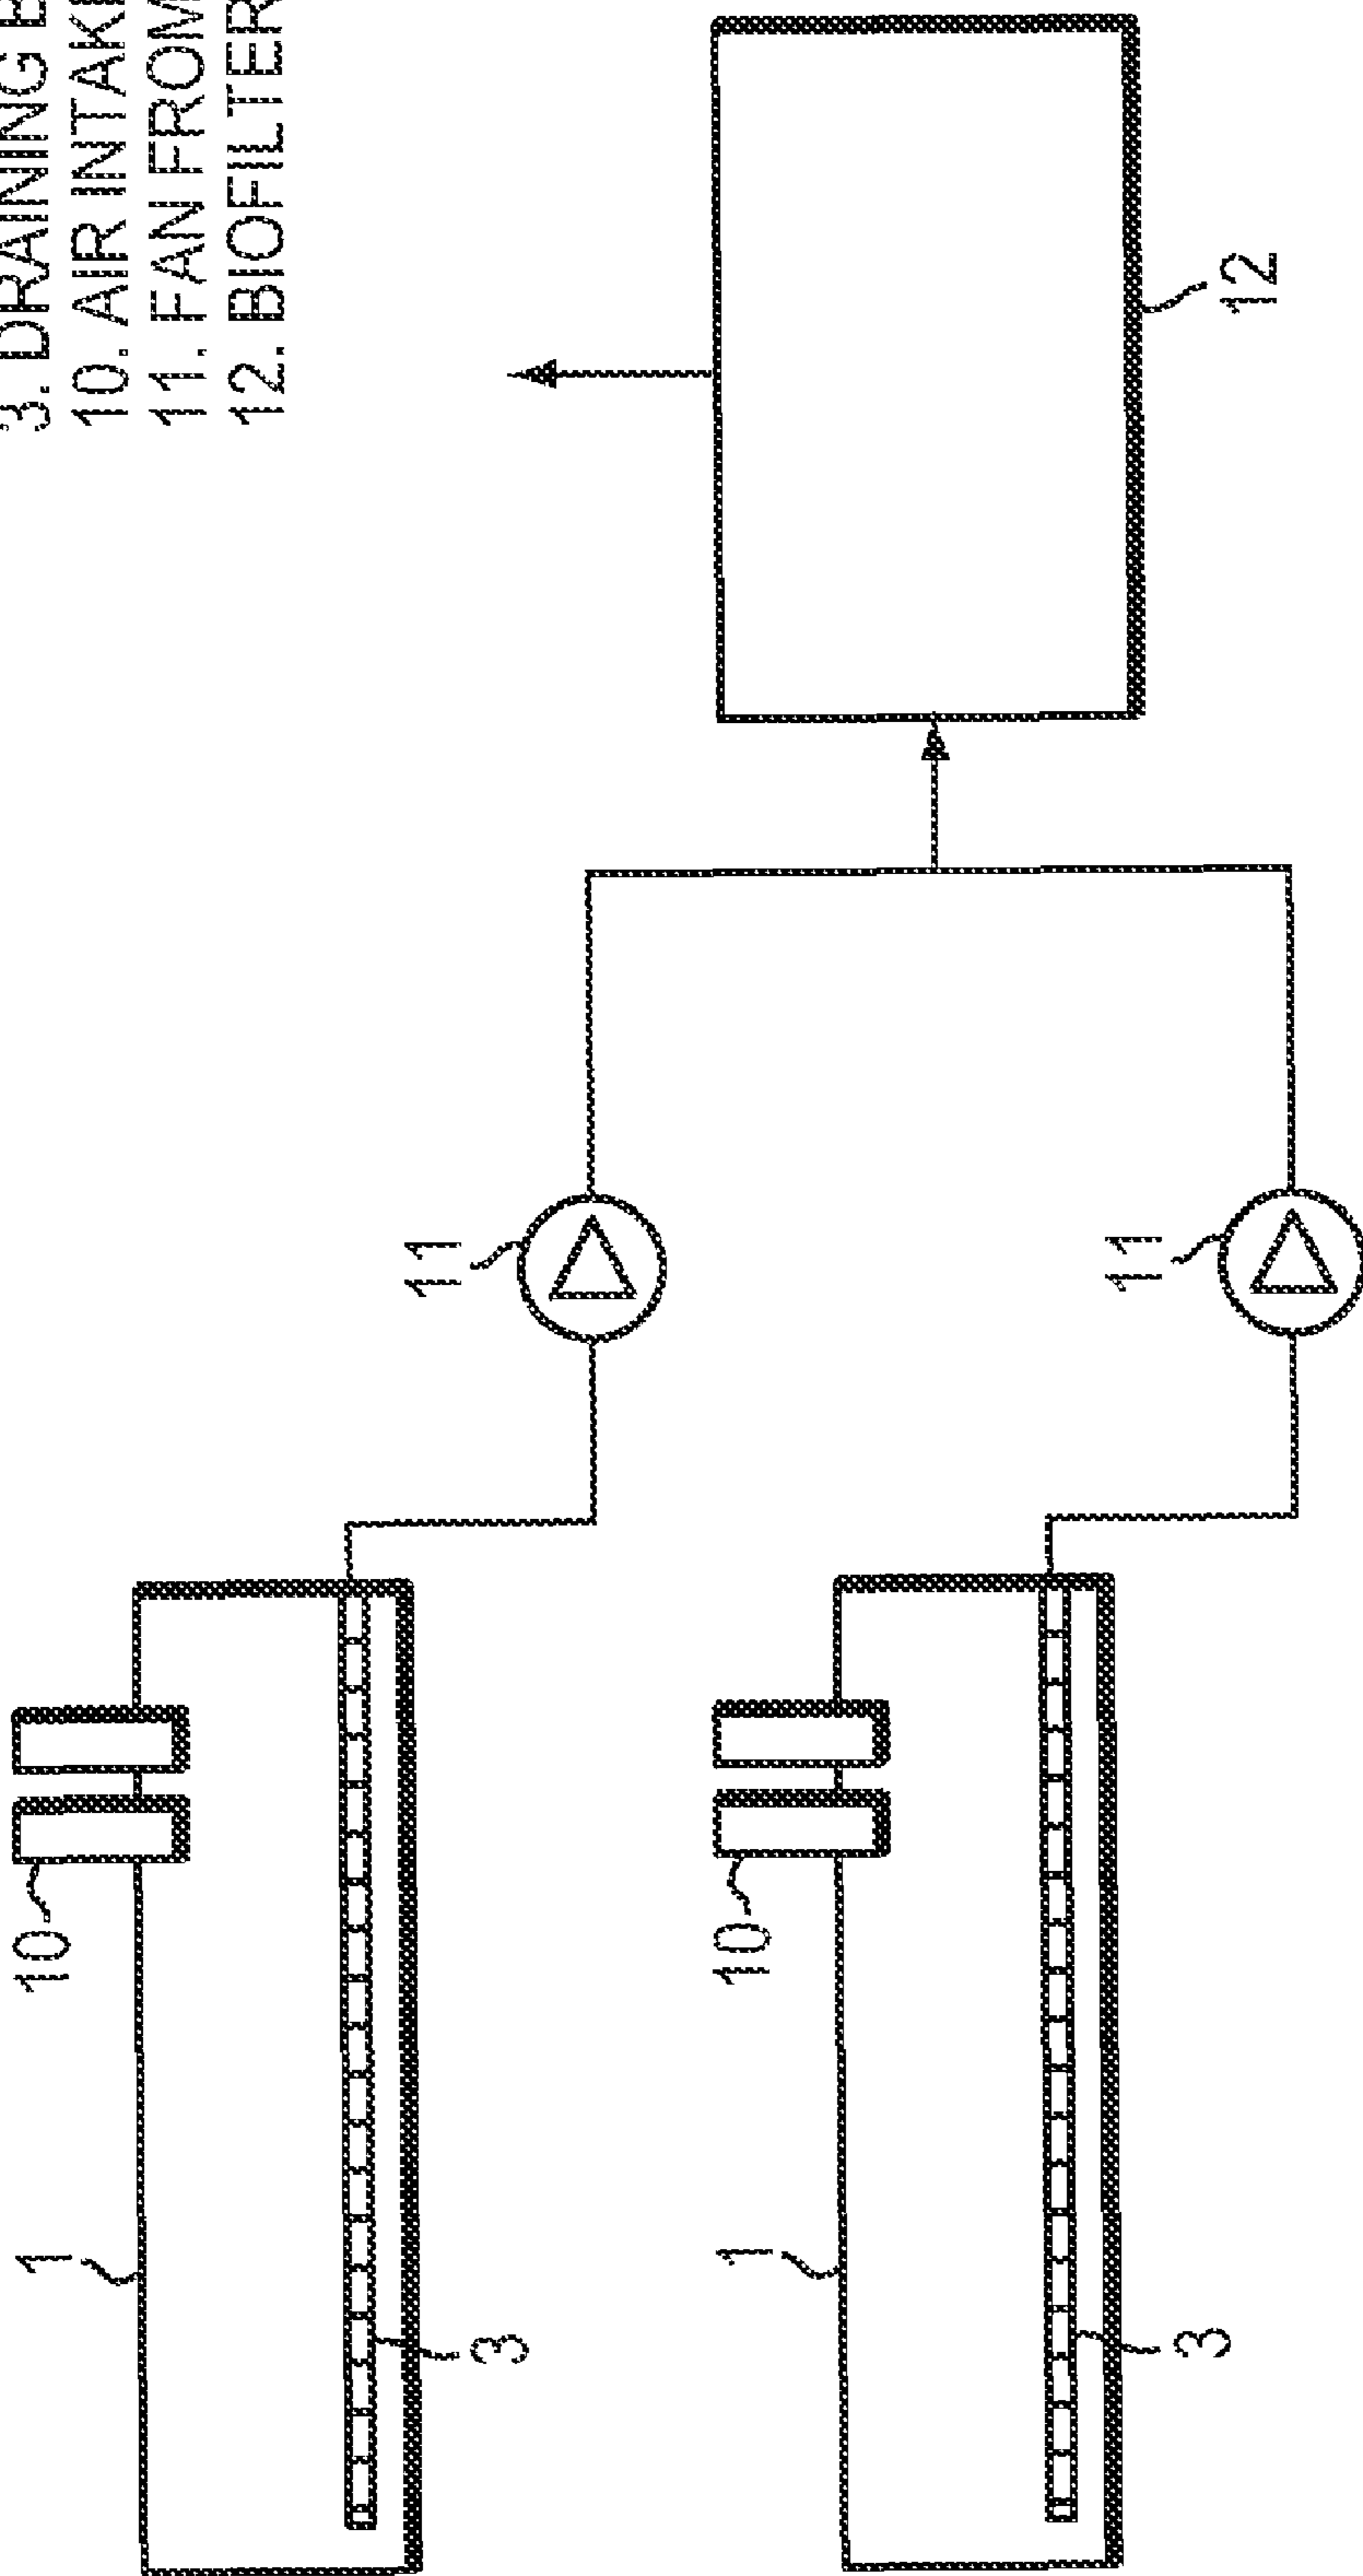 3. DRAINING
10. AIR INTAKE
11. FAN FROM
12. BIOFILTER
1
10
3
11
1
10
3
11
12